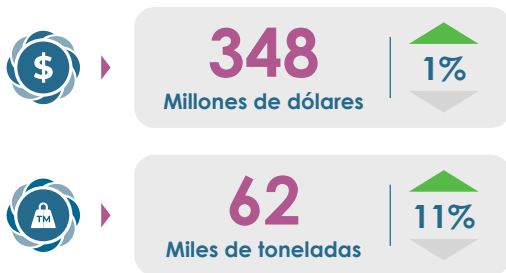 $
348
Millones de dólares
1%
TM
62
Miles de toneladas
11%